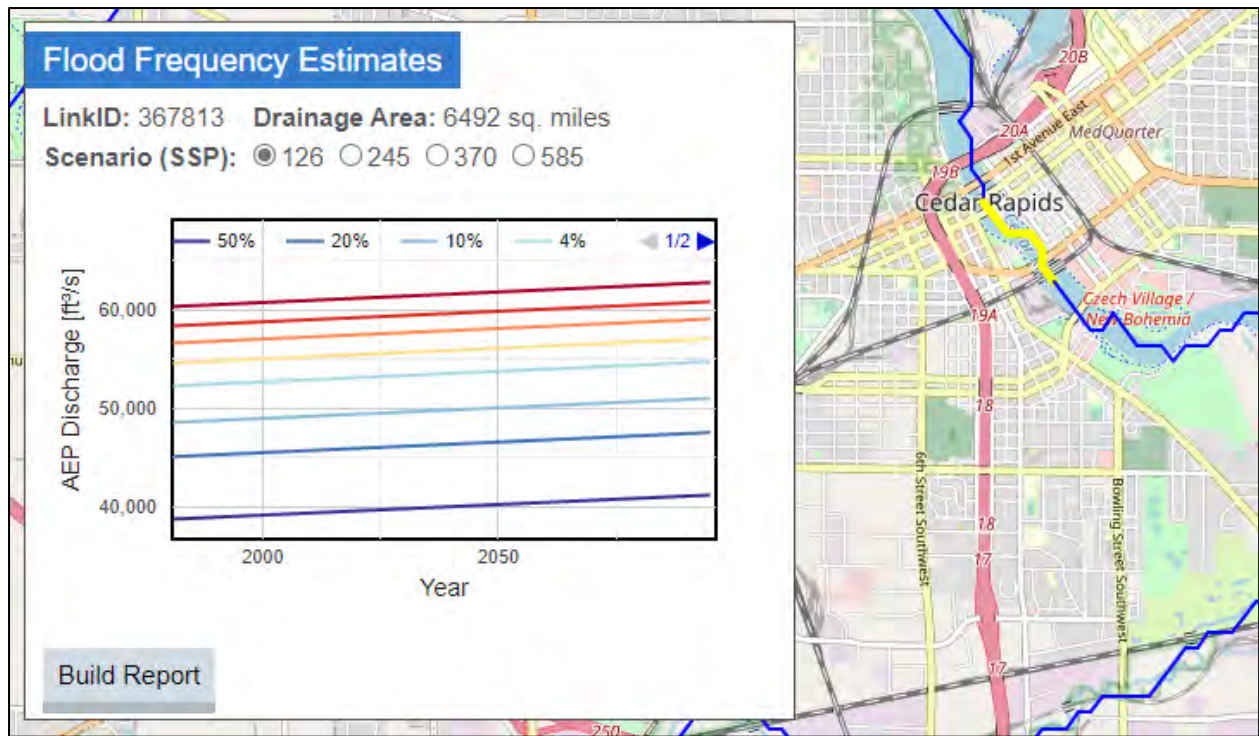 Flood Frequency Estimates
LinkID: 367813 Drainage Area: 6492 sq. miles
Scenario (SSP): 126 245 370 585
50% 20% 10% 4% 1/2
AEP Discharge [ft³/s]
60,000
50,000
40,000
2000 2050
Year
Build Report
20B
20A
1st Avenue East
MedQuarter
19B
Cedar Rapids
Czech Village /
New Bohemia
19A
18
6th Street Southwest
Bowling Street Southwest
18
17
17
25D